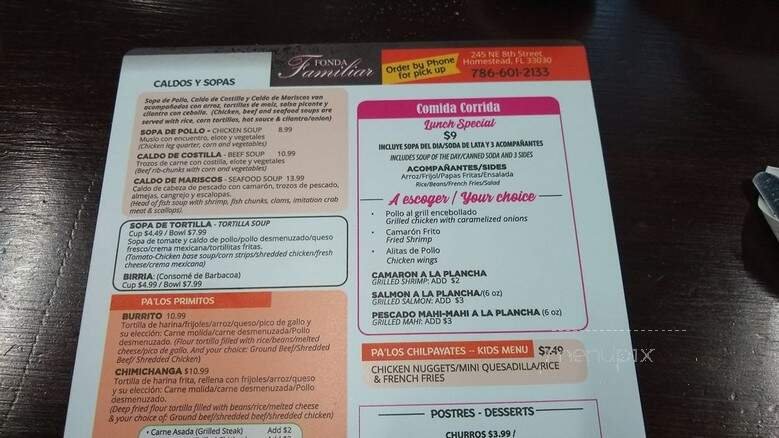 FONDA
Familiar
Order by Phone
for pick up
245 NE 8th Street
Homestead, FL 33030
786-601-2133
CALDOS Y SOPAS
Sopa de Pollo, Caldo de Costilla y Caldo de Mariscos van
acompañados con arroz, tortillas de maíz, salsa picante y
cilantro con cebolla. (Chicken, beef and seafood soups are
served with rice, corn tortillas, hot sauce & cilantro/onion)
SOPA DE POLLO - CHICKEN SOUP 8.99
Muslo con encuentro, elote y vegetales
(Chicken leg quarter, corn and vegetables)
CALDO DE COSTILLA - BEEF SOUP 10.99
Trozos de carne con costilla, elote y vegetales
(Beef rib-chunks with corn and vegetables)
CALDO DE MARISCOS - SEAFOOD SOUP 13.99
Caldo de cabeza de pescado con camarón, trozos de pescado,
almejas, cangrejo y escalopas.
(Head of fish soup with shrimp, fish chunks, clams, imitation crab
meat & scallops).
SOPA DE TORTILLA - TORTILLA SOUP
Cup $4.49 / Bowl $7.99
Sopa de tomate y caldo de pollo/pollo desmenuzado/queso
fresco/crema mexicana/tortillitas fritas.
(Tomato-Chicken base soup/corn strips/shredded chicken/fresh
cheese/crema mexicana)
BIRRIA: (Consomé de Barbacoa)
Cup $4.99 / Bowl $7.99
PA'LOS PRIMITOS
BURRITO 10.99
Tortilla de harina/frijoles/arroz/queso/pico de gallo y
su elección: Carne molida/carne desmenuzada/Pollo
desmenuzado. (Flour tortilla filled with rice/beans/melted
cheese/pico de gallo. And your choice: Ground Beef/Shredded
Beef/ Shredded Chicken)
CHIMICHANGA $10.99
Tortilla de harina frita, rellena con frijoles/arroz/queso
y su elección: Carne molida/carne desmenuzada/Pollo
desmenuzado.
(Deep fried flour tortilla filled with beans/rice/melted cheese
& your choice of: Ground beef/shredded beef/shredded chicken)
• Carne Asada (Grilled Steak) Add $2
Comida Corrida
Lunch Special
$9
INCLUYE SOPA DEL DIA/SODA DE LATA Y 3 ACOMPAÑANTES
INCLUDES SOUP OF THE DAY/CANNED SODA AND 3 SIDES
ACOMPAÑANTES/SIDES
Arroz/Frijol/Papas Fritas/Ensalada
Rice/Beans/French Fries/Salad
A escoger / Your choice
• Pollo al grill encebollado
Grilled chicken with caramelized onions
• Camarón Frito
Fried Shrimp
• Alitas de Pollo
Chicken wings
CAMARON A LA PLANCHA
GRILLED SHRIMP: ADD $2
SALMON A LA PLANCHA/(6 oz)
GRILLED SALMON: ADD $3
PESCADO MAHI-MAHI A LA PLANCHA (6 oz)
GRILLED MAHI: ADD $3
PA'LOS CHILPAYATES -- KIDS MENU $7.49
CHICKEN NUGGETS/MINI QUESADILLA/RICE
& FRENCH FRIES
POSTRES - DESSERTS
CHURROS $3.99 /
menupix